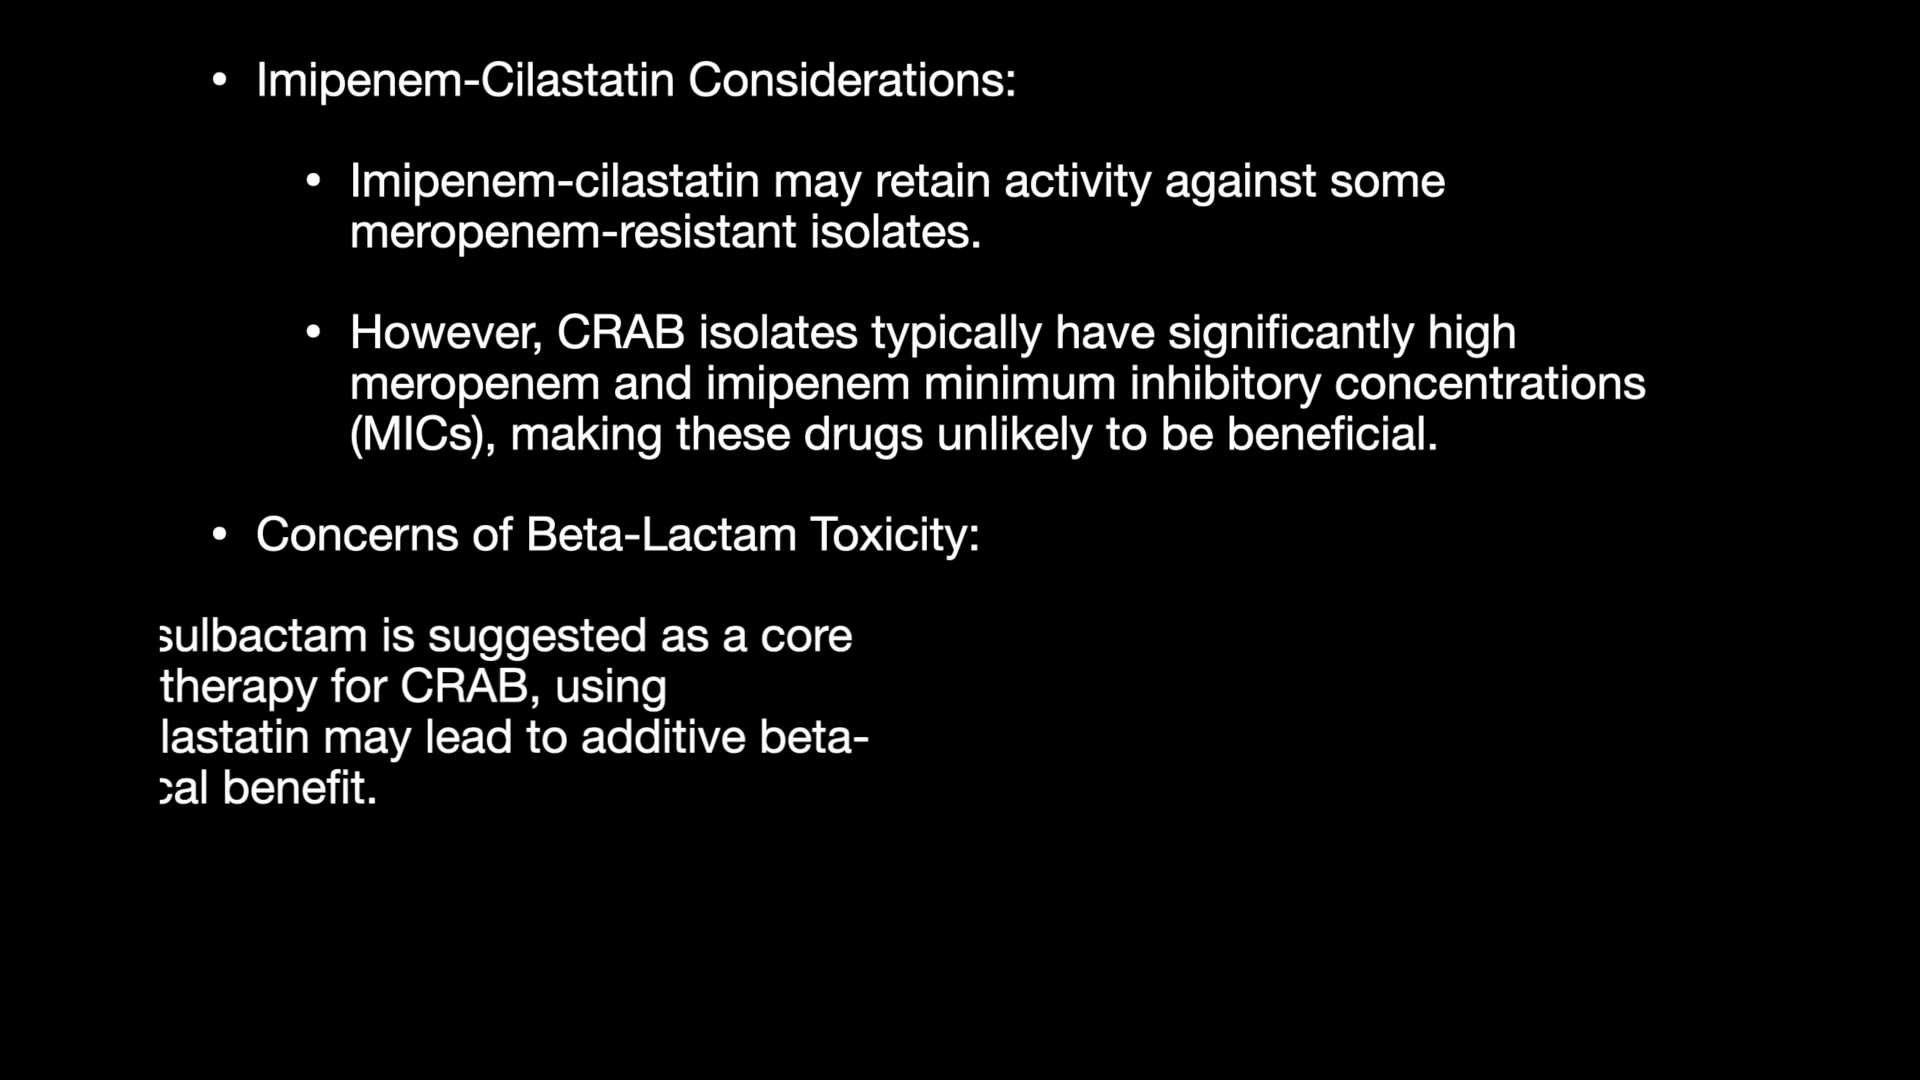 • Imipenem-Cilastatin Considerations:
• Imipenem-cilastatin may retain activity against some
meropenem-resistant isolates.
• However, CRAB isolates typically have significantly high
meropenem and imipenem minimum inhibitory concentrations
(MICs), making these drugs unlikely to be beneficial.
• Concerns of Beta-Lactam Toxicity:
sulbactam is suggested as a core
therapy for CRAB, using
lastatin may lead to additive beta-
cal benefit.